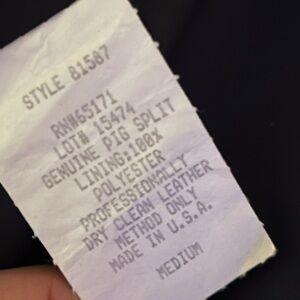 STYLE 81507
RN#65171
LOT# 15474
GENUINE PIG SPLIT
LINING:100%
POLYESTER
PROFESSIONALLY
DRY CLEAN LEATHER
METHOD ONLY
MADE IN U.S.A.
MEDIUM